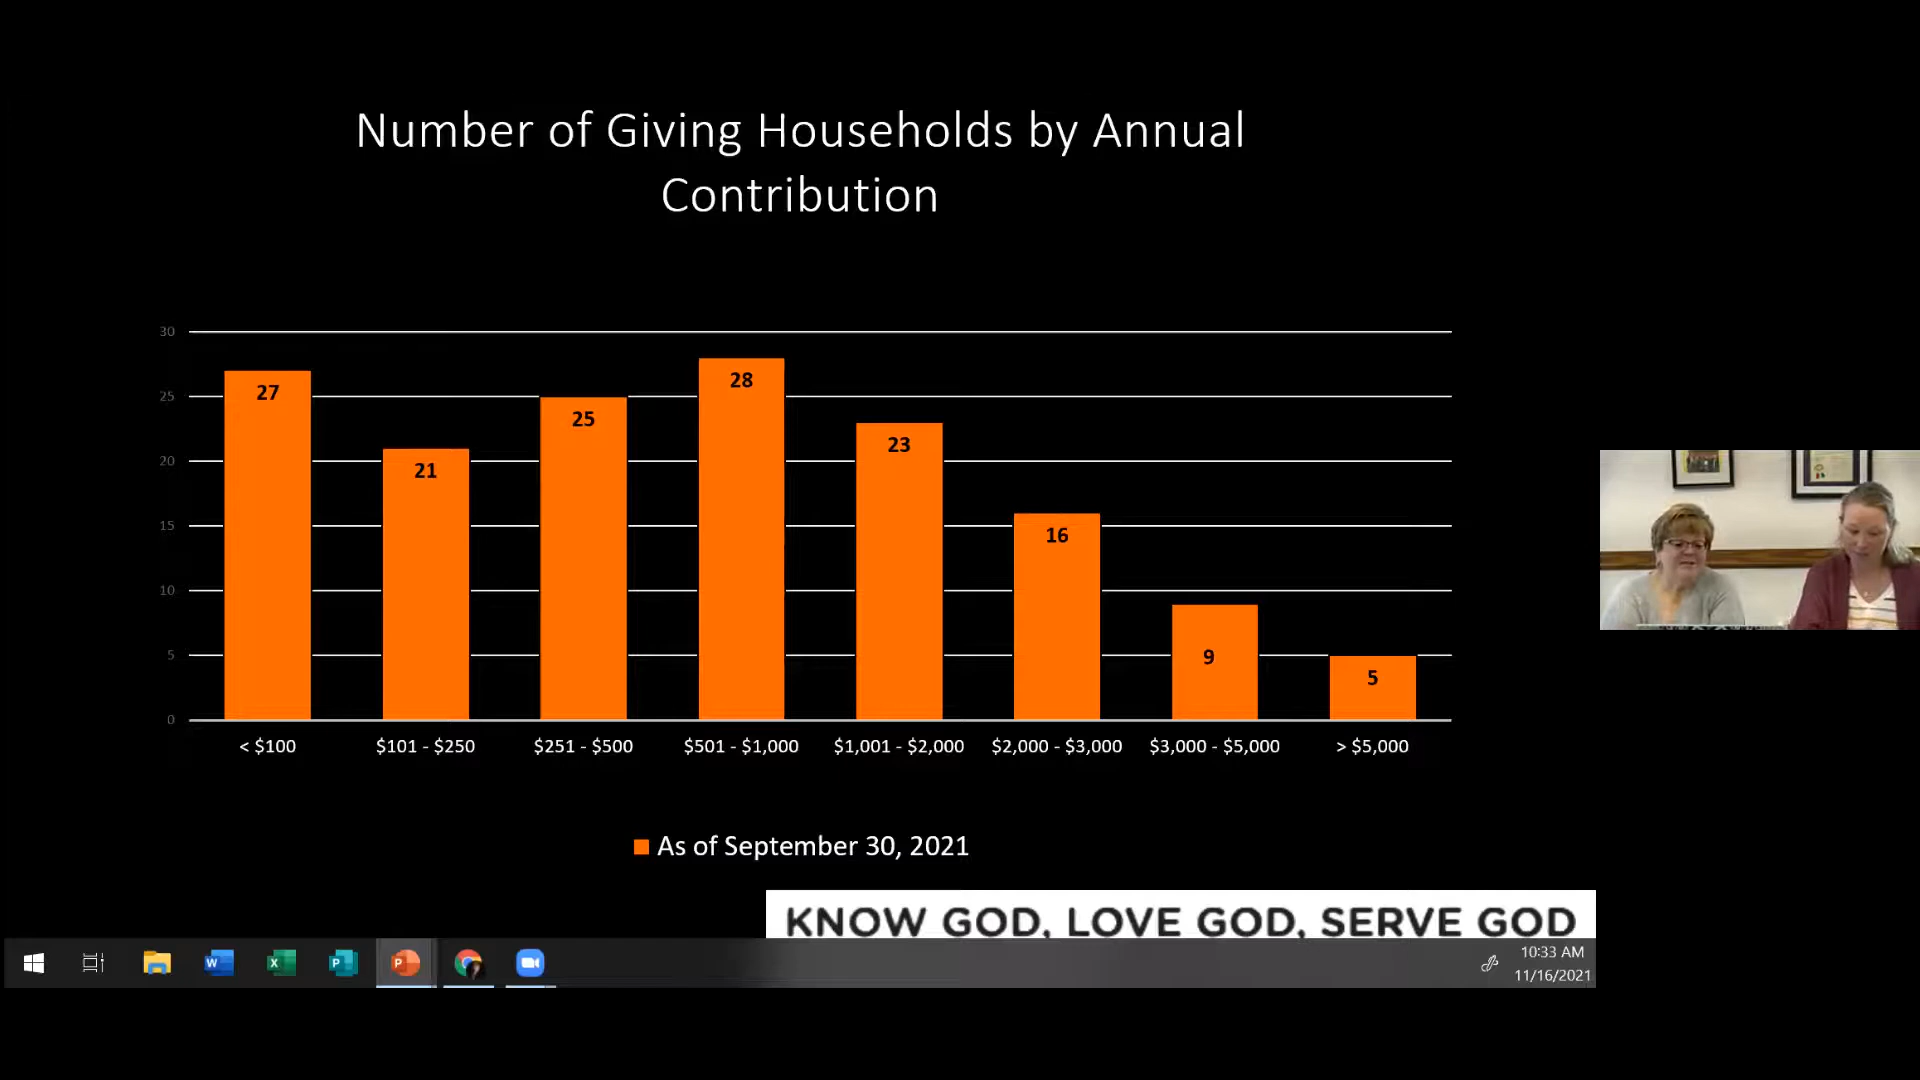 Number of Giving Households by Annual
Contribution
30
25
20
15
10
5
0
27
21
25
28
23
16
9
5
< $100
$101 - $250
$251 - $500
$501 - $1,000
$1,001 - $2,000
$2,000 - $3,000
$3,000 - $5,000
> $5,000
As of September 30, 2021
KNOW GOD, LOVE GOD, SERVE GOD
10:33 AM
11/16/2021